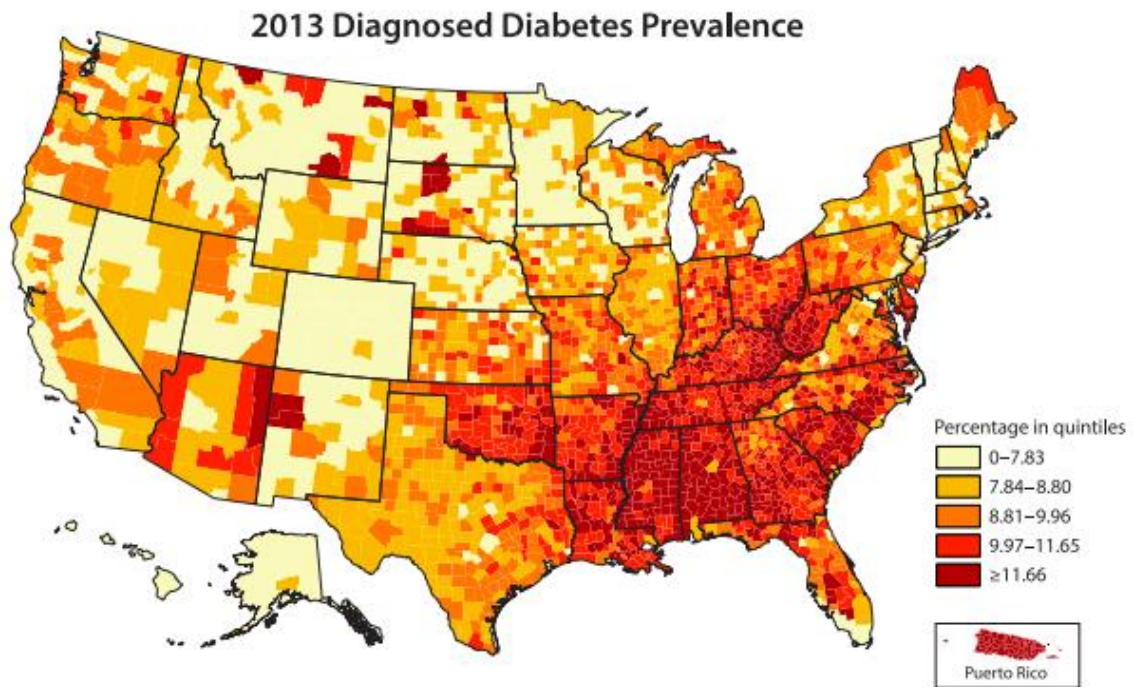 2013 Diagnosed Diabetes Prevalence
Percentage in quintiles
0–7.83
7.84–8.80
8.81–9.96
9.97–11.65
≥11.66
Puerto Rico